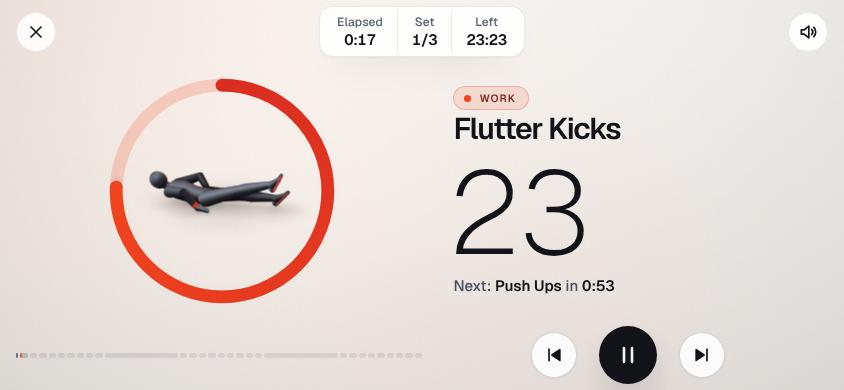 Elapsed Set Left
0:17 1/3 23:23
WORK
Flutter Kicks
23
Next: Push Ups in 0:53